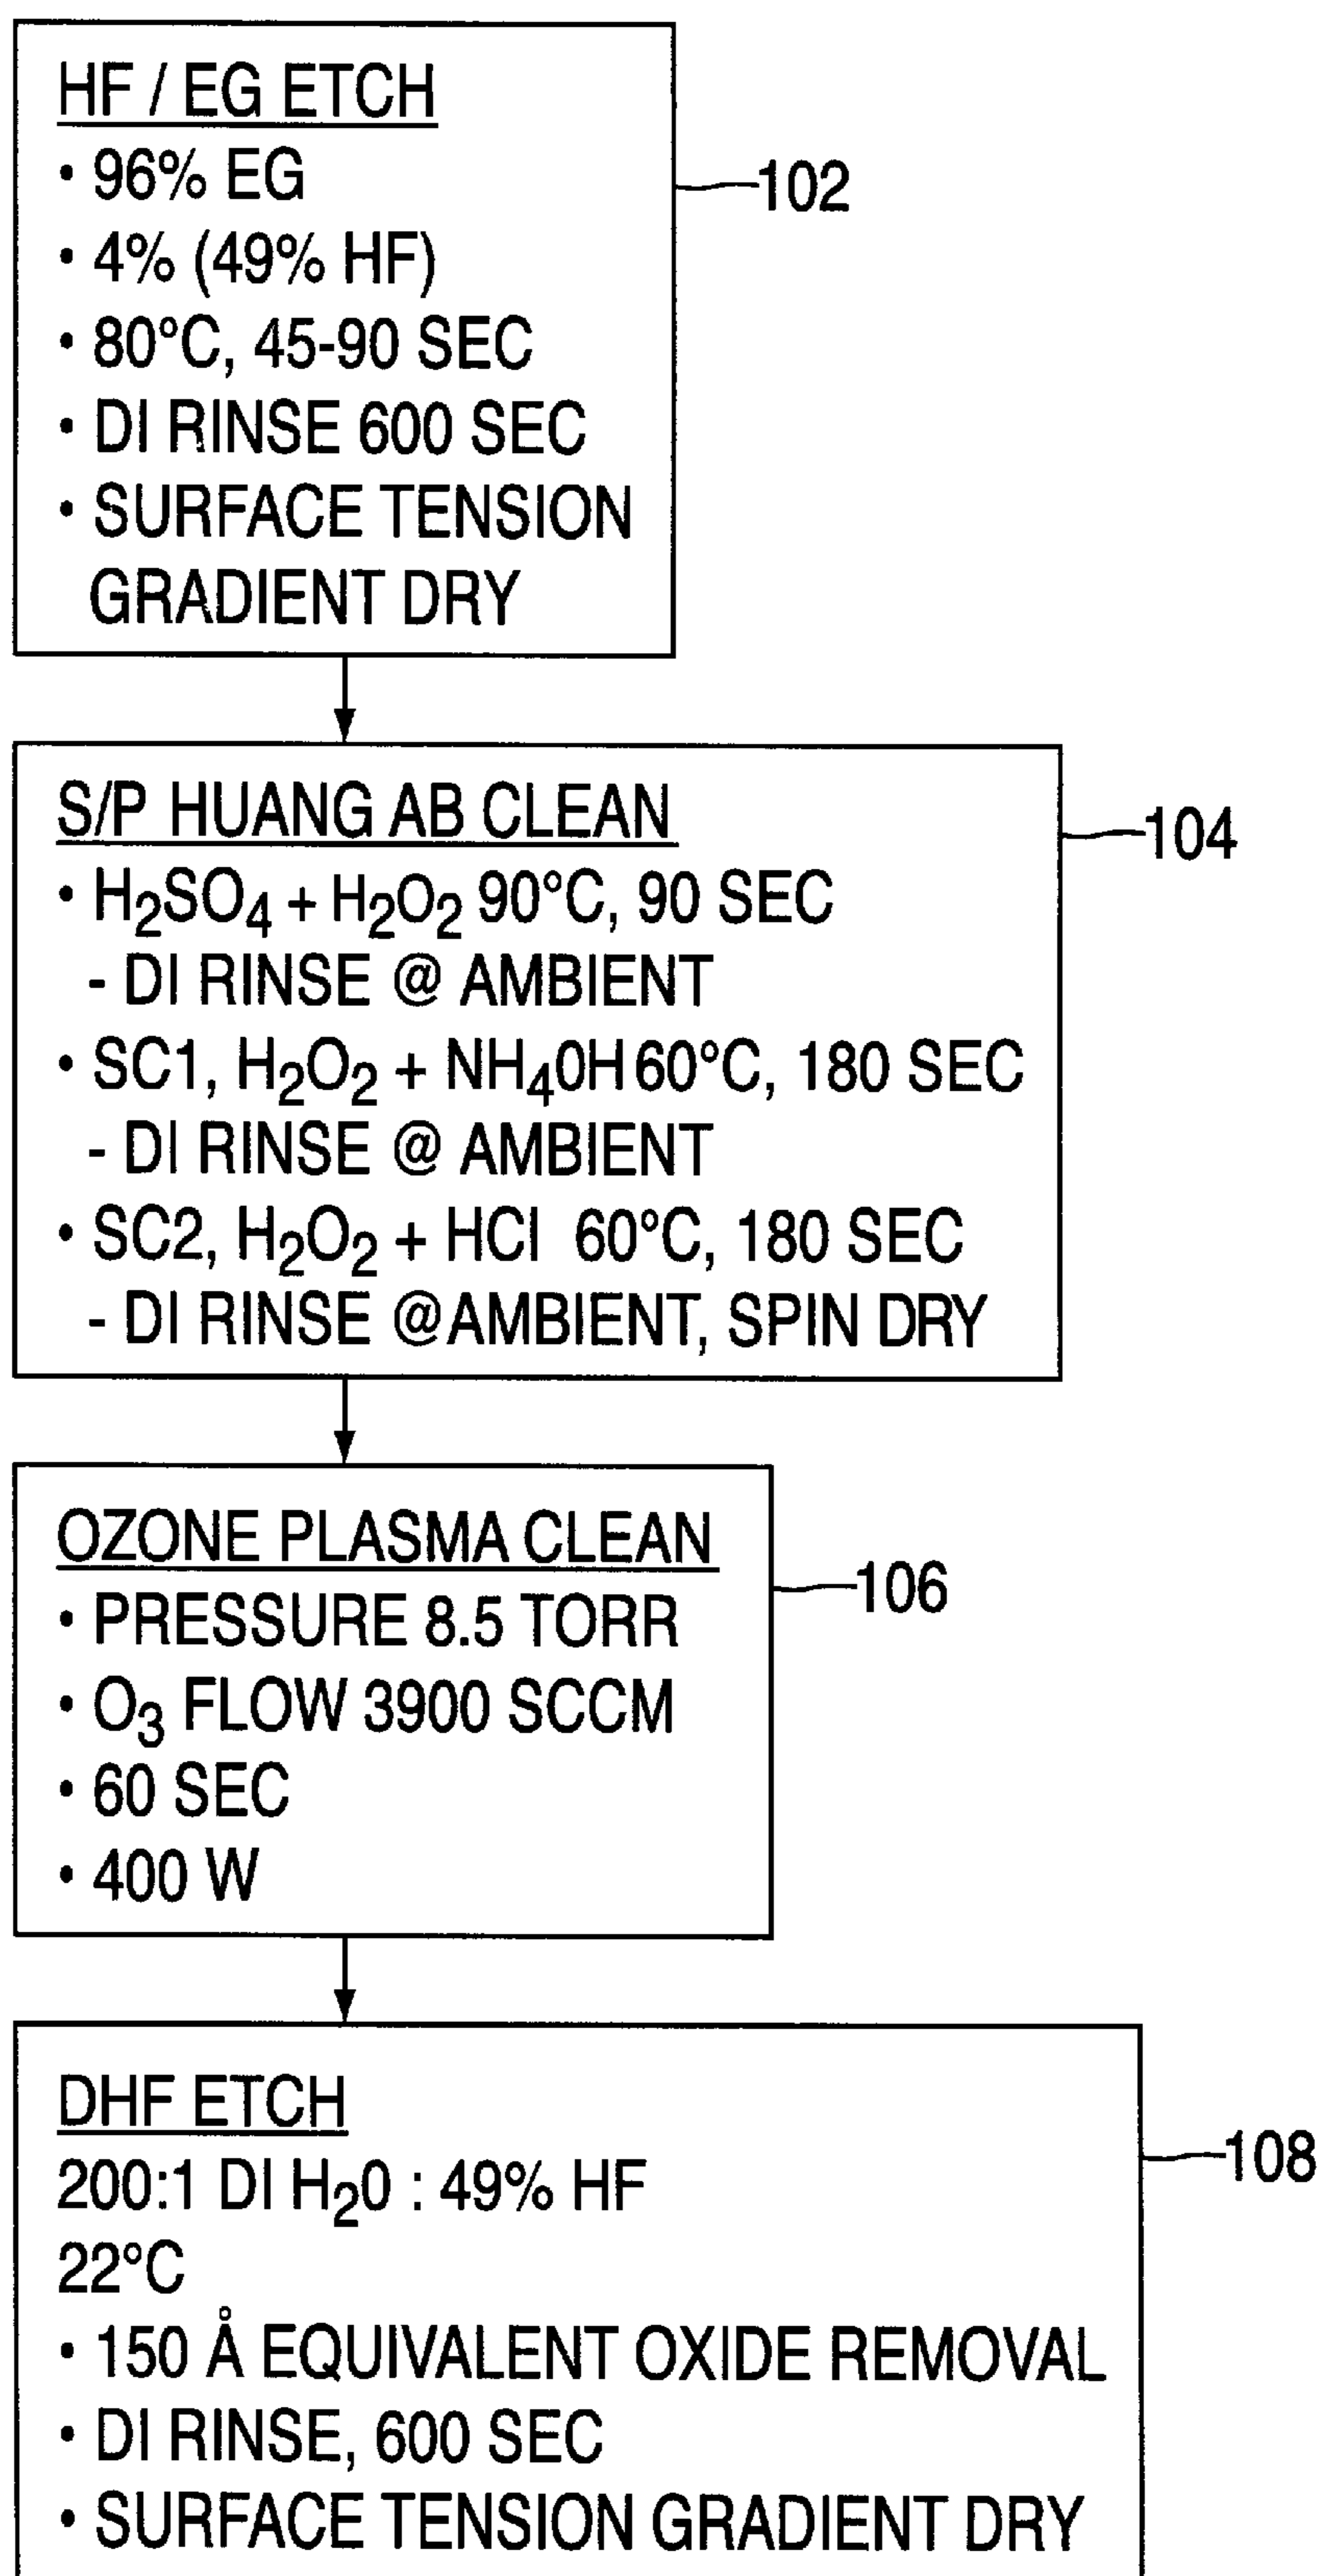 HF / EG ETCH
• 96% EG
• 4% (49% HF)
• 80°C, 45-90 SEC
• DI RINSE 600 SEC
• SURFACE TENSION
GRADIENT DRY
102
S/P HUANG AB CLEAN
• H₂SO₄ + H₂O₂ 90°C, 90 SEC
- DI RINSE @ AMBIENT
• SC1, H₂O₂ + NH₄0H 60°C, 180 SEC
- DI RINSE @ AMBIENT
• SC2, H₂O₂ + HCl 60°C, 180 SEC
- DI RINSE @AMBIENT, SPIN DRY
104
OZONE PLASMA CLEAN
• PRESSURE 8.5 TORR
• O₃ FLOW 3900 SCCM
• 60 SEC
• 400 W
106
DHF ETCH
200:1 DI H₂0 : 49% HF
22°C
• 150 Å EQUIVALENT OXIDE REMOVAL
• DI RINSE, 600 SEC
• SURFACE TENSION GRADIENT DRY
108